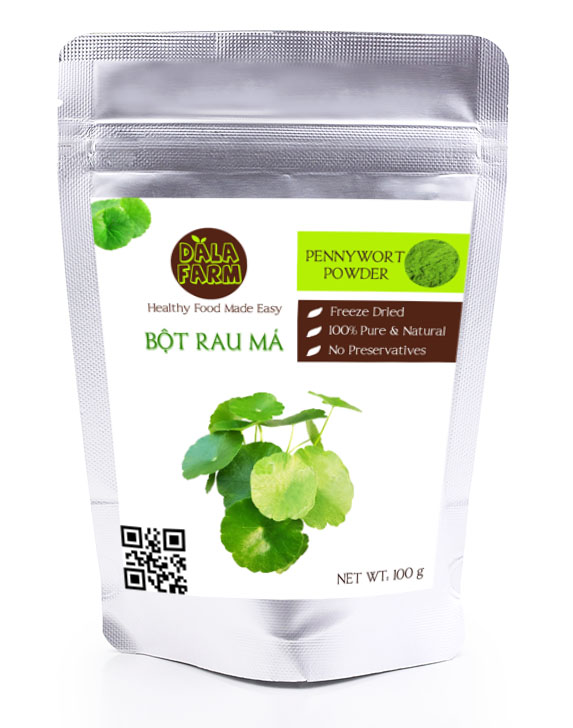 DALA
FARM
Healthy Food Made Easy
BỘT RAU MÁ
PENNYWORT
POWDER
Freeze Dried
100% Pure & Natural
No Preservatives
NET WT: 100 g